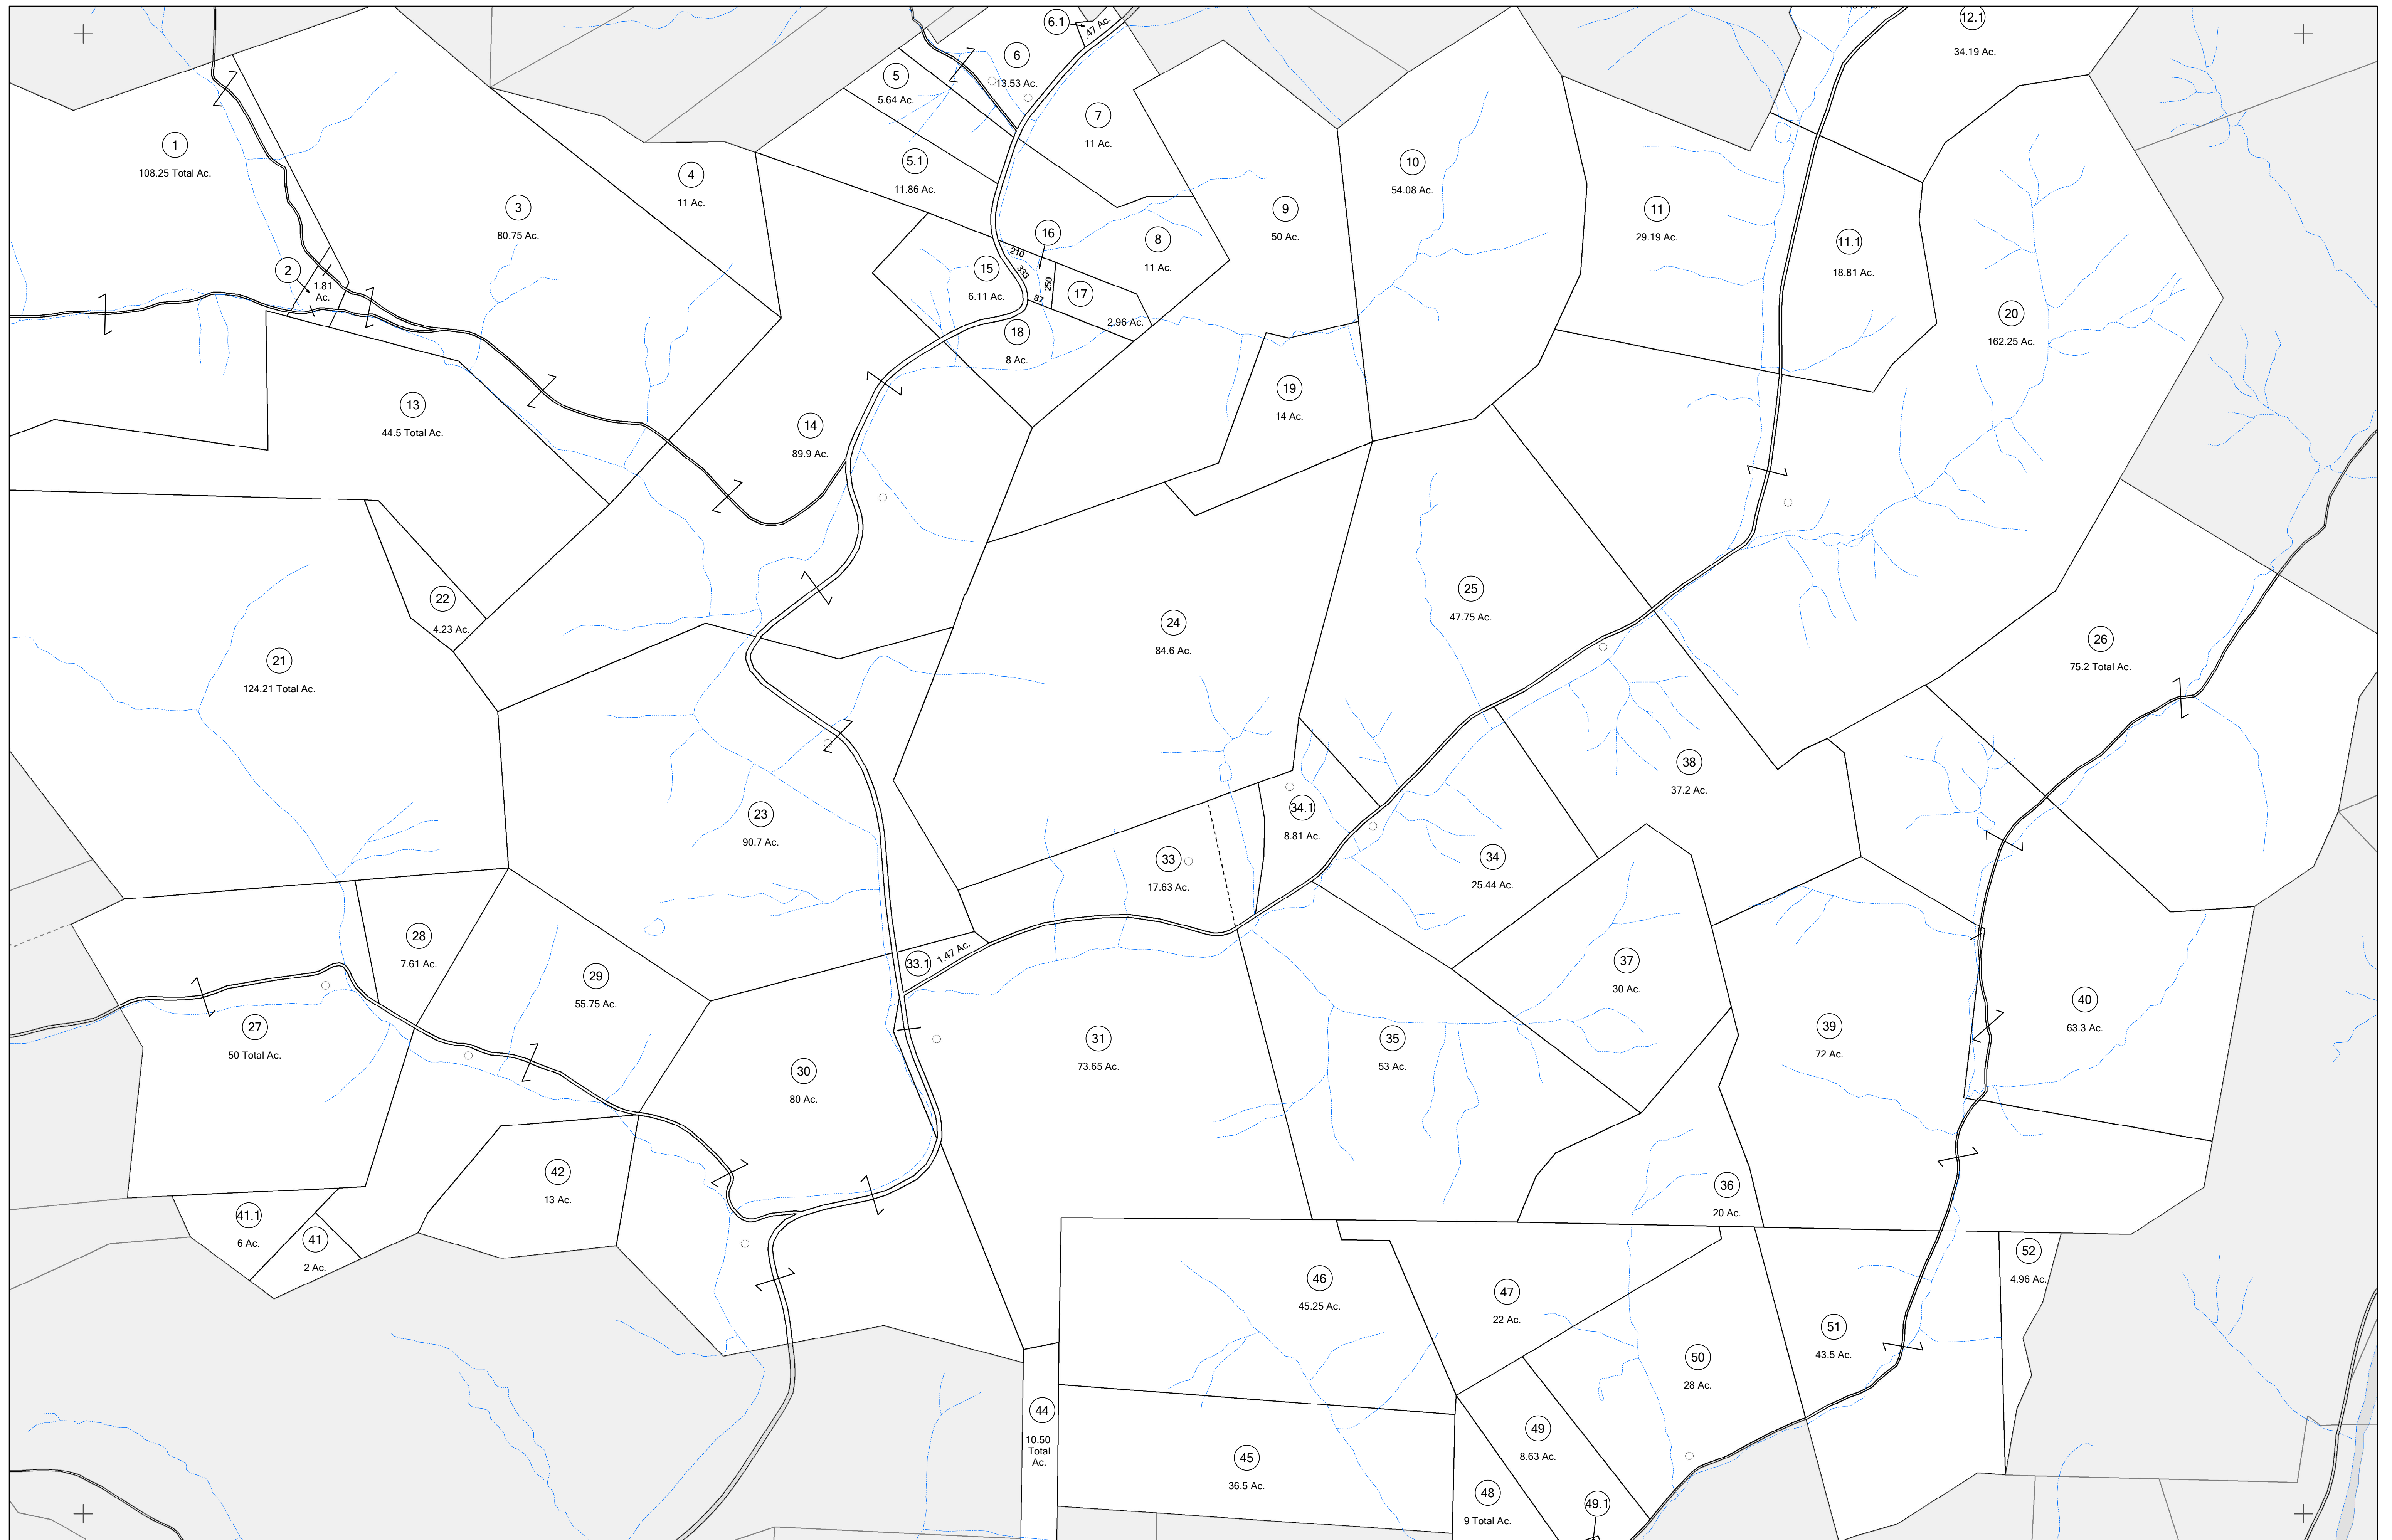 6.1
.47 Ac.
12.1
34.19 Ac.
6
13.53 Ac.
5
5.64 Ac.
7
11 Ac.
1
108.25 Total Ac.
5.1
11.86 Ac.
10
54.08 Ac.
4
11 Ac.
3
80.75 Ac.
9
50 Ac.
11
29.19 Ac.
16
8
11 Ac.
11.1
18.81 Ac.
210
333
250
87
15
6.11 Ac.
2
1.81
Ac.
17
2.96 Ac.
20
162.25 Ac.
18
8 Ac.
19
14 Ac.
13
44.5 Total Ac.
14
89.9 Ac.
25
47.75 Ac.
22
4.23 Ac.
24
84.6 Ac.
26
75.2 Total Ac.
21
124.21 Total Ac.
38
37.2 Ac.
23
90.7 Ac.
34.1
8.81 Ac.
33
17.63 Ac.
34
25.44 Ac.
28
7.61 Ac.
33.1
1.47 Ac.
37
30 Ac.
29
55.75 Ac.
40
63.3 Ac.
27
50 Total Ac.
31
73.65 Ac.
35
53 Ac.
39
72 Ac.
30
80 Ac.
42
13 Ac.
36
20 Ac.
41.1
6 Ac.
41
2 Ac.
52
4.96 Ac.
46
45.25 Ac.
47
22 Ac.
51
43.5 Ac.
50
28 Ac.
44
10.50
Total
Ac.
49
8.63 Ac.
45
36.5 Ac.
48
9 Total Ac.
49.1